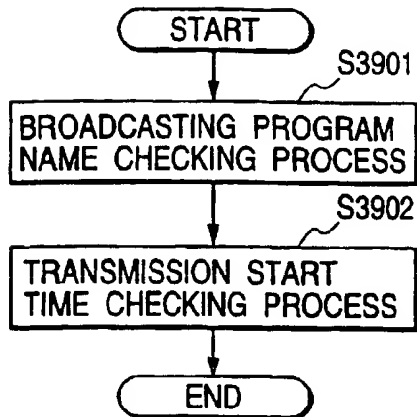 START
S3901
BROADCASTING PROGRAM
NAME CHECKING PROCESS
S3902
TRANSMISSION START
TIME CHECKING PROCESS
END